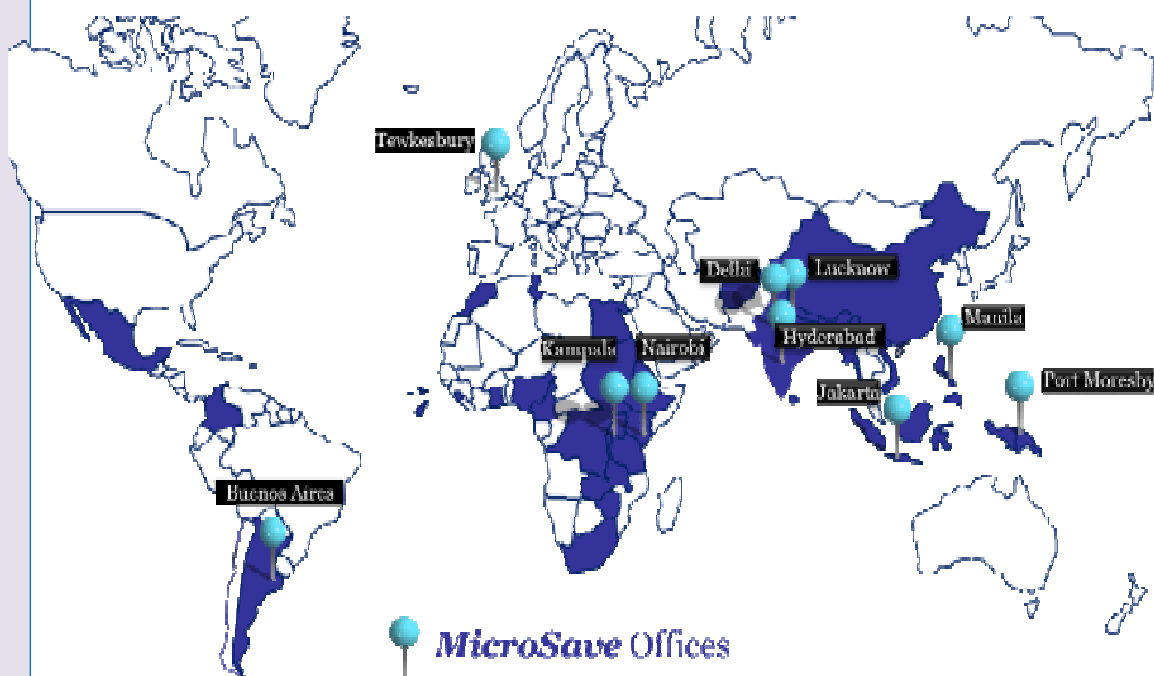 Tewkesbury
Delhi
Lucknow
Manila
Hyderabad
Kampala
Nairobi
Port Moresby
Jakarta
Buenos Aires
MicroSave Offices